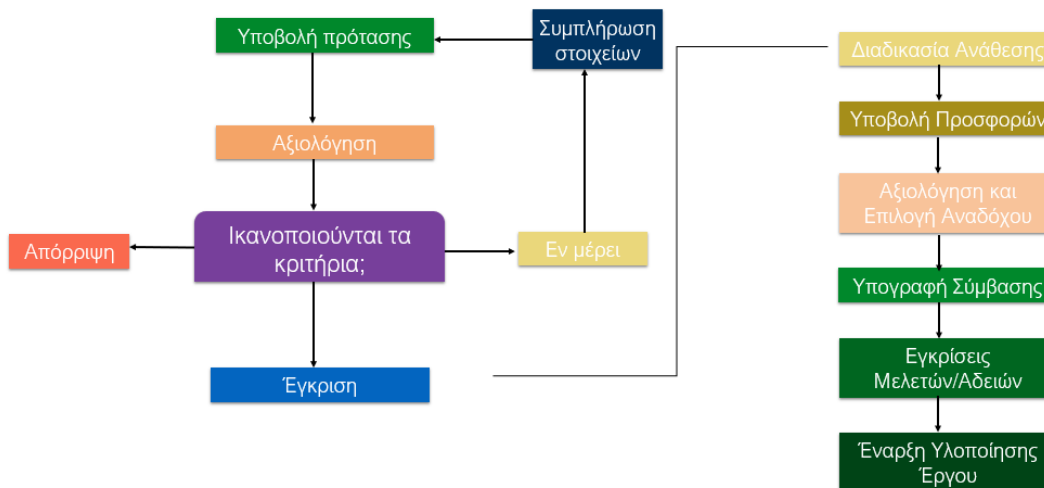 Υποβολή πρότασης
Συμπλήρωση
στοιχείων
Αξιολόγηση
Ικανοποιούνται τα
κριτήρια;
Απόρριψη
Εν μέρει
Έγκριση
Διαδικασία Ανάθεσης
Υποβολή Προσφορών
Αξιολόγηση και
Επιλογή Αναδόχου
Υπογραφή Σύμβασης
Εγκρίσεις
Μελετών/Αδειών
Έναρξη Υλοποίησης
Έργου